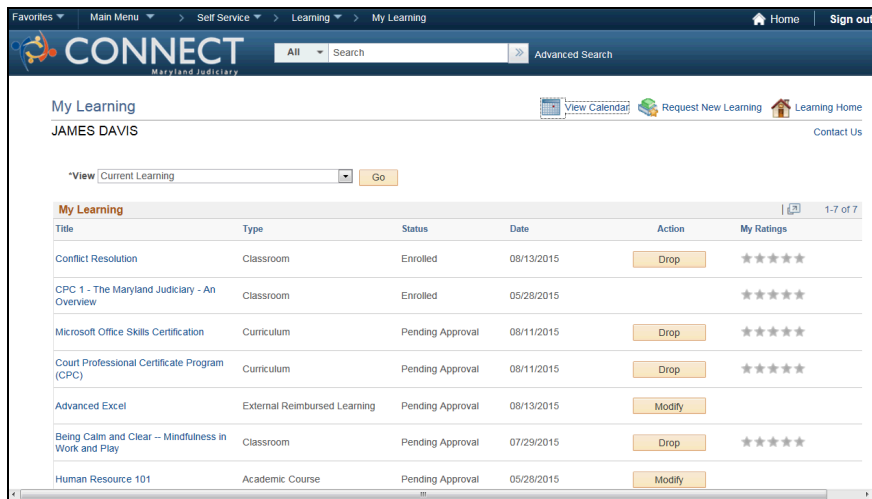 Favorites Main Menu > Self Service > Learning > My Learning Home Sign out
CONNECT
Maryland Judiciary
All Search » Advanced Search
My Learning View Calendar Request New Learning Learning Home
JAMES DAVIS Contact Us
*View Current Learning Go
My Learning 1-7 of 7
Title Type Status Date Action My Ratings
Conflict Resolution Classroom Enrolled 08/13/2015 Drop
CPC 1 - The Maryland Judiciary - An
Overview Classroom Enrolled 05/28/2015
Microsoft Office Skills Certification Curriculum Pending Approval 08/11/2015 Drop
Court Professional Certificate Program
(CPC) Curriculum Pending Approval 08/11/2015 Drop
Advanced Excel External Reimbursed Learning Pending Approval 08/13/2015 Modify
Being Calm and Clear -- Mindfulness in
Work and Play Classroom Pending Approval 07/29/2015 Drop
Human Resource 101 Academic Course Pending Approval 05/28/2015 Modify